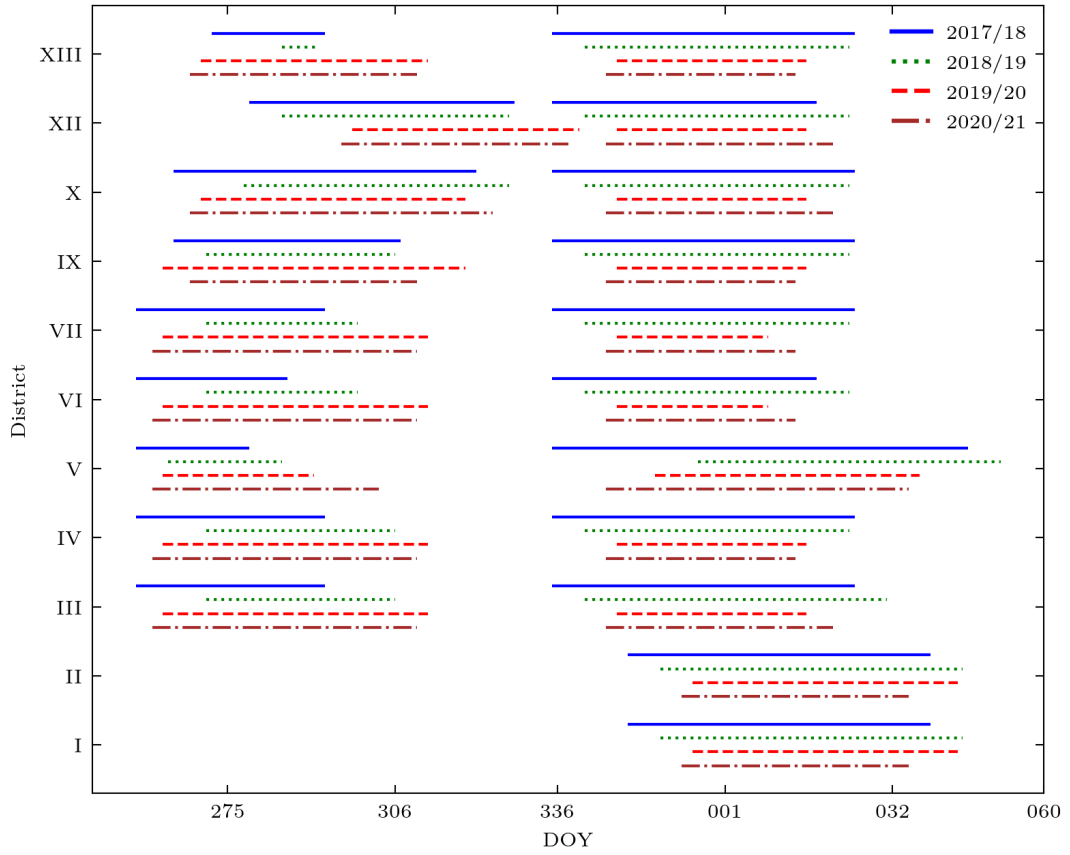 XIII
XII
X
IX
VII
VI
V
IV
III
II
I
District
275 306 336 001 032 060
DOY
2017/18
2018/19
2019/20
2020/21